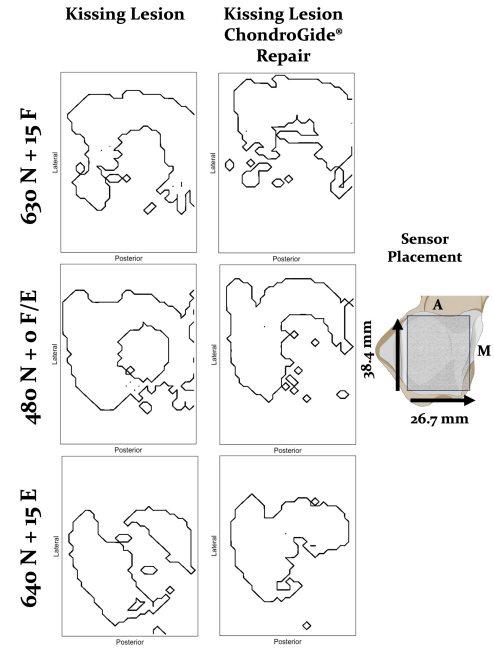 Kissing Lesion
Kissing Lesion
ChondroGide®
Repair
630 N + 15 F
Lateral
Posterior
Lateral
Posterior
480 N + 0 F/E
Lateral
Posterior
Lateral
Posterior
640 N + 15 E
Lateral
Posterior
Lateral
Posterior
Sensor
Placement
A
M
38.4 mm
26.7 mm